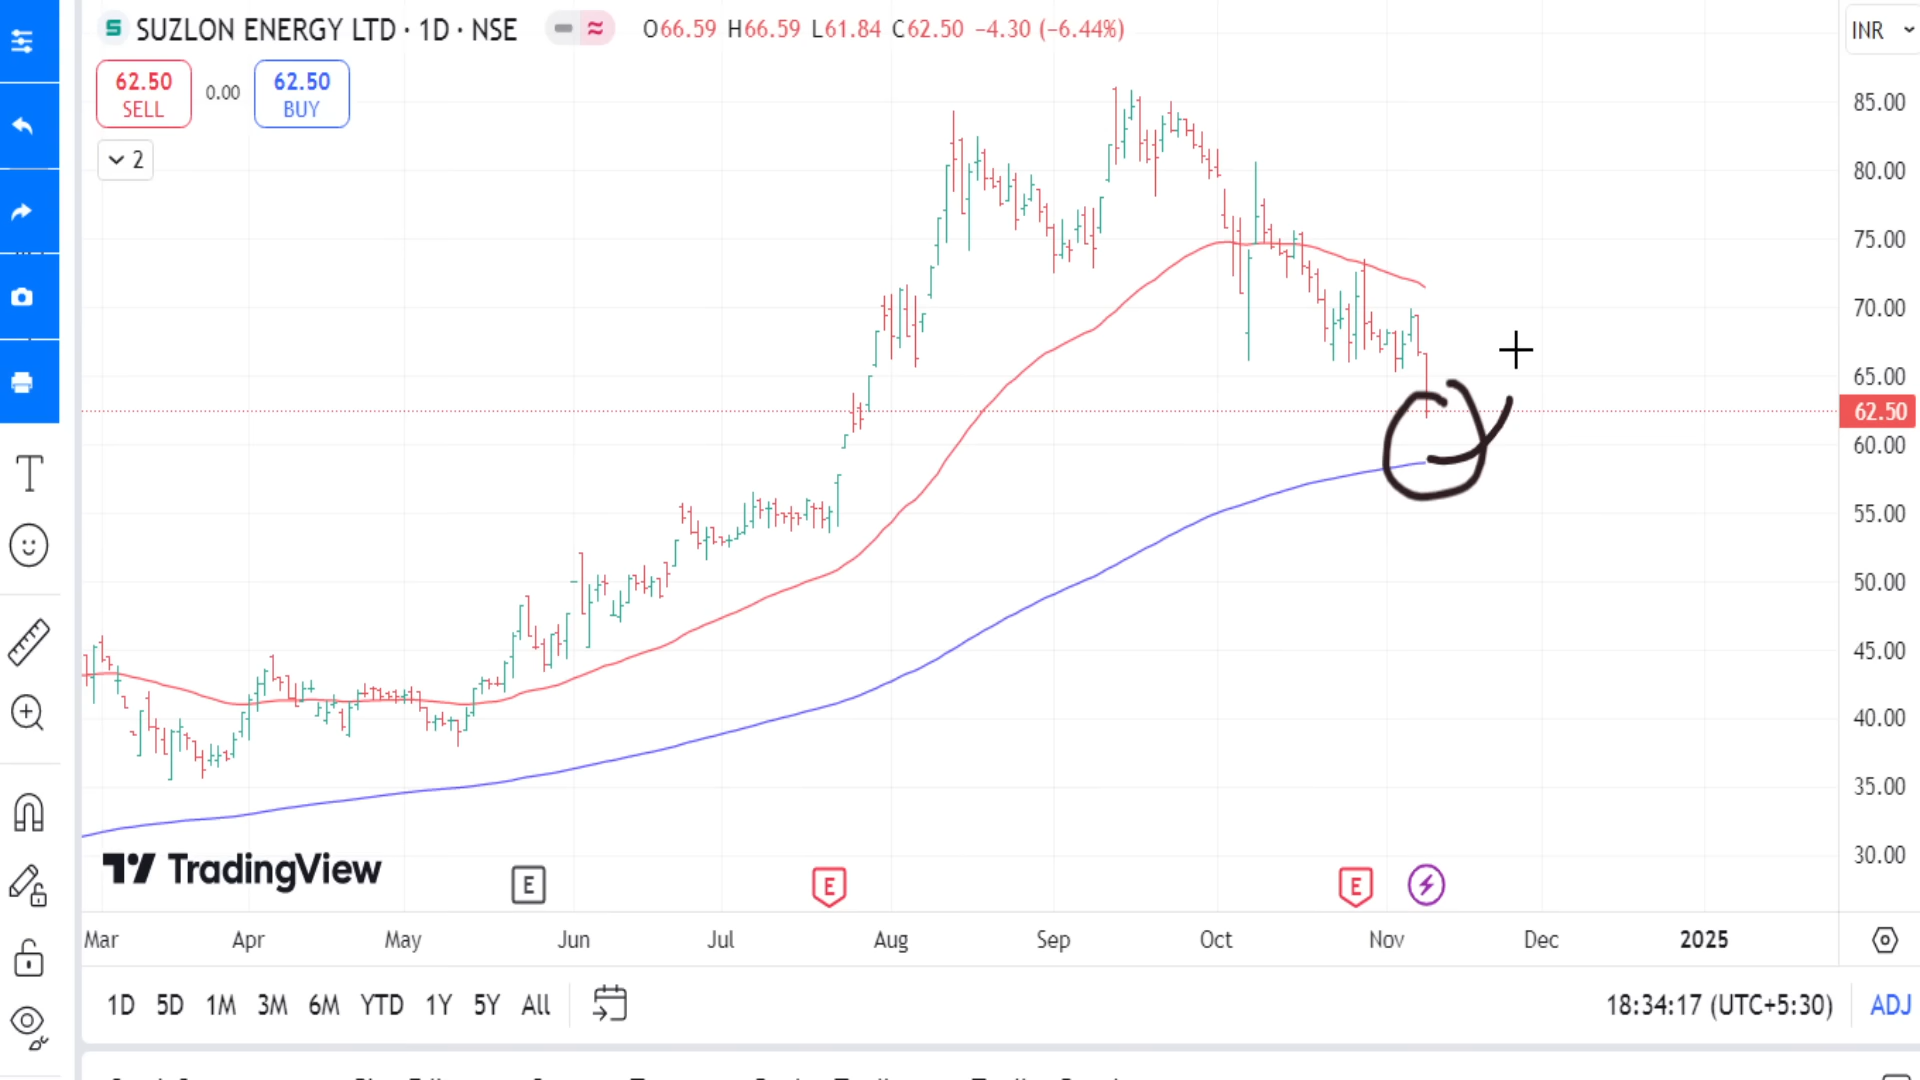 SUZLON ENERGY LTD · 1D · NSE O66.59 H66.59 L61.84 C62.50 −4.30 (−6.44%)
INR
62.50 SELL 0.00 62.50 BUY
2
85.00
80.00
75.00
70.00
65.00
62.50
60.00
55.00
50.00
45.00
40.00
35.00
30.00
TradingView
E E E
Mar Apr May Jun Jul Aug Sep Oct Nov Dec 2025
1D 5D 1M 3M 6M YTD 1Y 5Y All 18:34:17 (UTC+5:30) ADJ